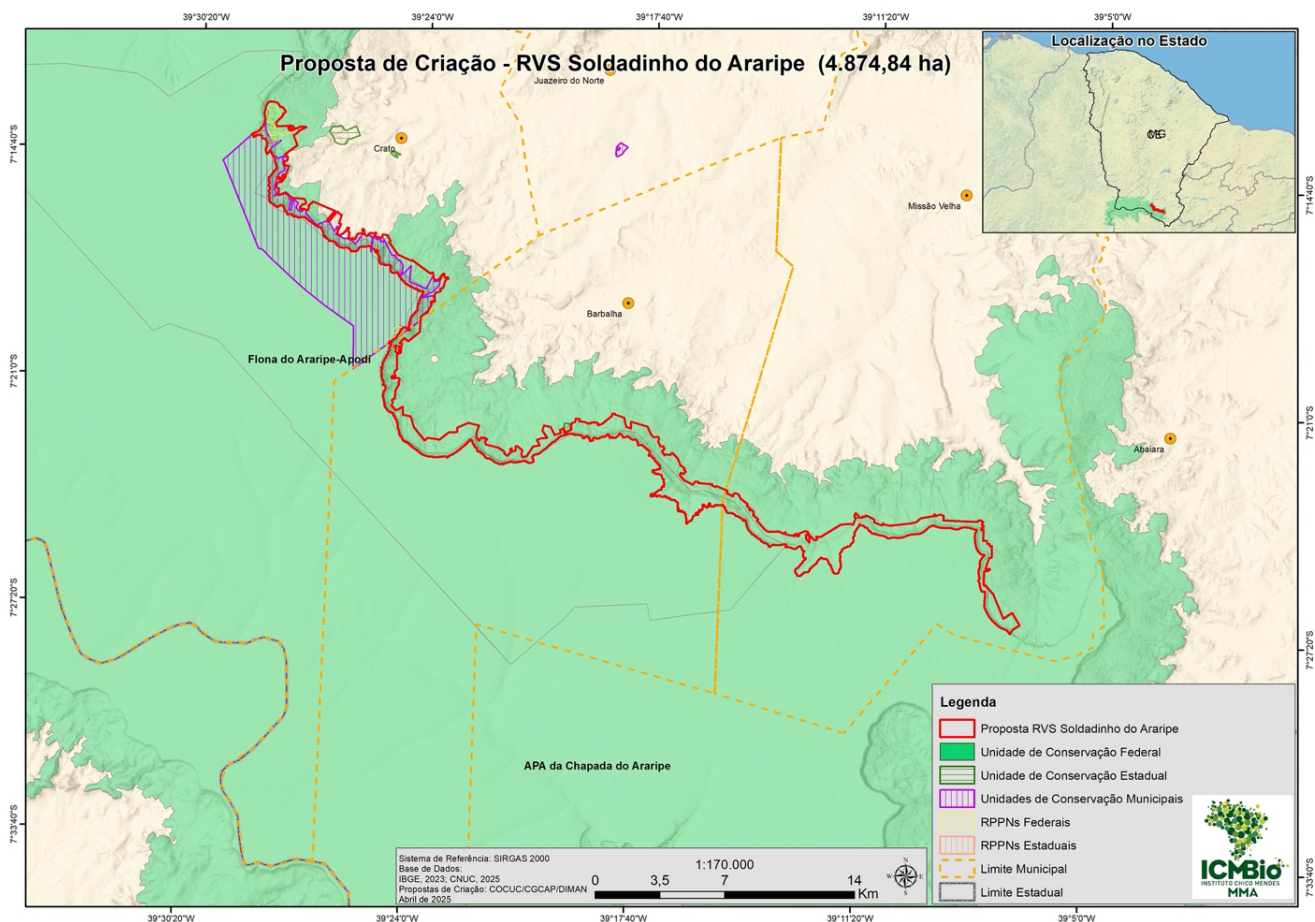 39°30'20"W 39°24'0"W 39°17'40"W 39°11'20"W 39°5'0"W
Proposta de Criação - RVS Soldadinho do Araripe (4.874,84 ha)
Localização no Estado
Juazeiro do Norte
7°14'40"S
Crato
Missão Velha
7°14'40"S
Barbalha
Flona do Araripe-Apodi
7°21'0"S
7°21'0"S
Abaiara
7°27'20"S
7°27'20"S
APA da Chapada do Araripe
7°33'40"S
7°33'40"S
Legenda
Proposta RVS Soldadinho do Araripe
Unidade de Conservação Federal
Unidade de Conservação Estadual
Unidades de Conservação Municipais
RPPNs Federais
RPPNs Estaduais
Limite Municipal
Limite Estadual
ICMBio
INSTITUTO CHICO MENDES
MMA
Sistema de Referência: SIRGAS 2000
Base de Dados:
IBGE, 2023; CNUC, 2025
Propostas de Criação: COCUC/CGCAP/DIMAN
Abril de 2025
1:170.000
0 3,5 7 14
Km
N
W E
S
39°30'20"W 39°24'0"W 39°17'40"W 39°11'20"W 39°5'0"W